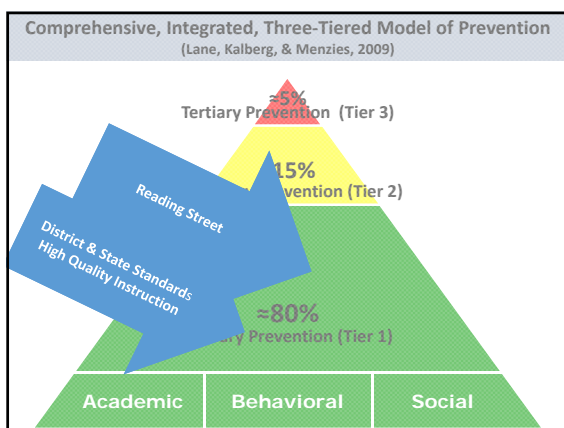 Comprehensive, Integrated, Three-Tiered Model of Prevention
(Lane, Kalberg, & Menzies, 2009)
≈5%
Tertiary Prevention (Tier 3)
15%
Prevention (Tier 2)
Reading Street
District & State Standards
High Quality Instruction
≈80%
Prevention (Tier 1)
Academic
Behavioral
Social